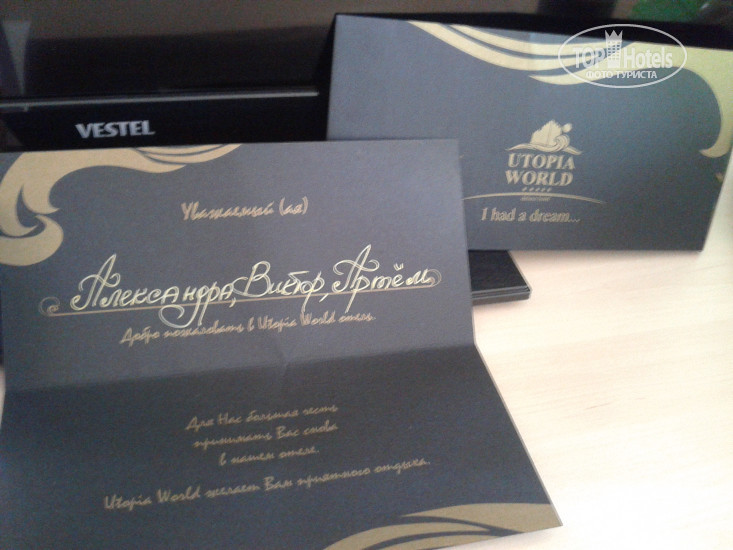 TOP Hotels
ФОТО ТУРИСТА
VESTEL
UTOPIA
WORLD
I had a dream...
Уважаемый (ая)
Александра, Виктор, Артём
Добро пожаловать в Utopia World отель.
Для Нас большая честь
принимать Вас снова
в нашем отеле.
Utopia World желает Вам приятного отдыха.